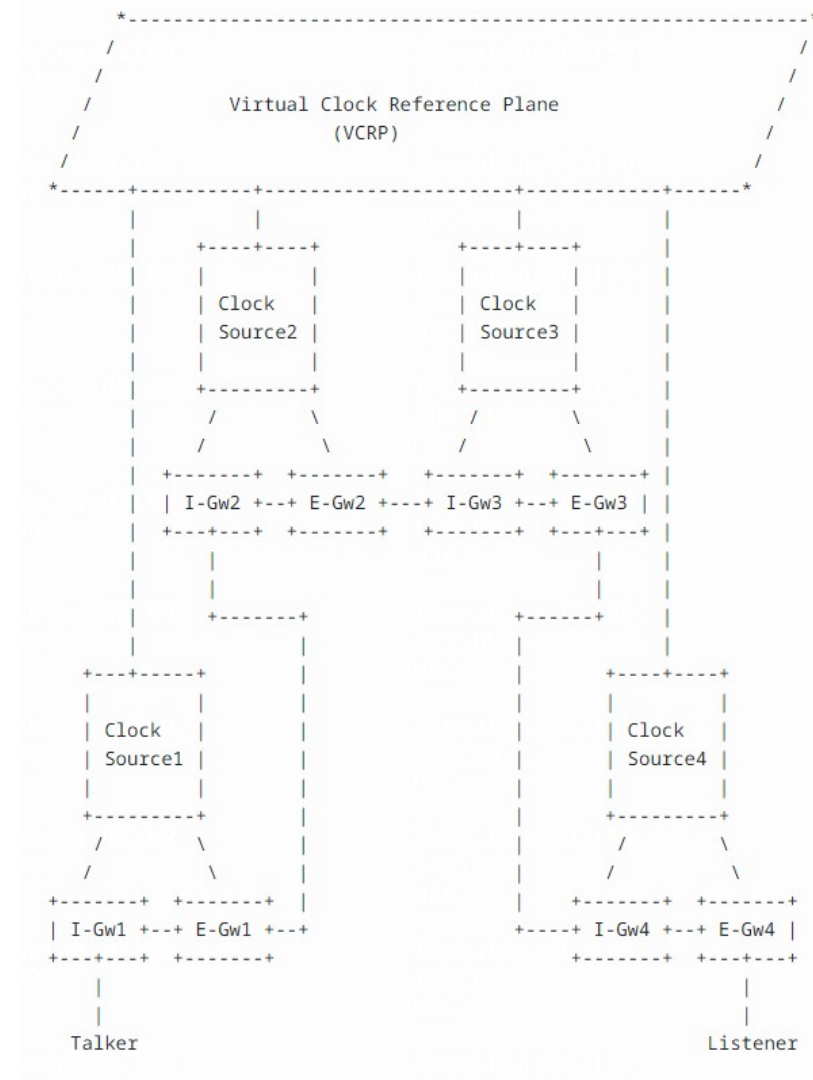 Virtual Clock Reference Plane
(VCRP)
Clock Clock
Source2 Source3
I-Gw2 E-Gw2 I-Gw3 E-Gw3
Clock Clock
Source1 Source4
I-Gw1 E-Gw1 I-Gw4 E-Gw4
Talker Listener